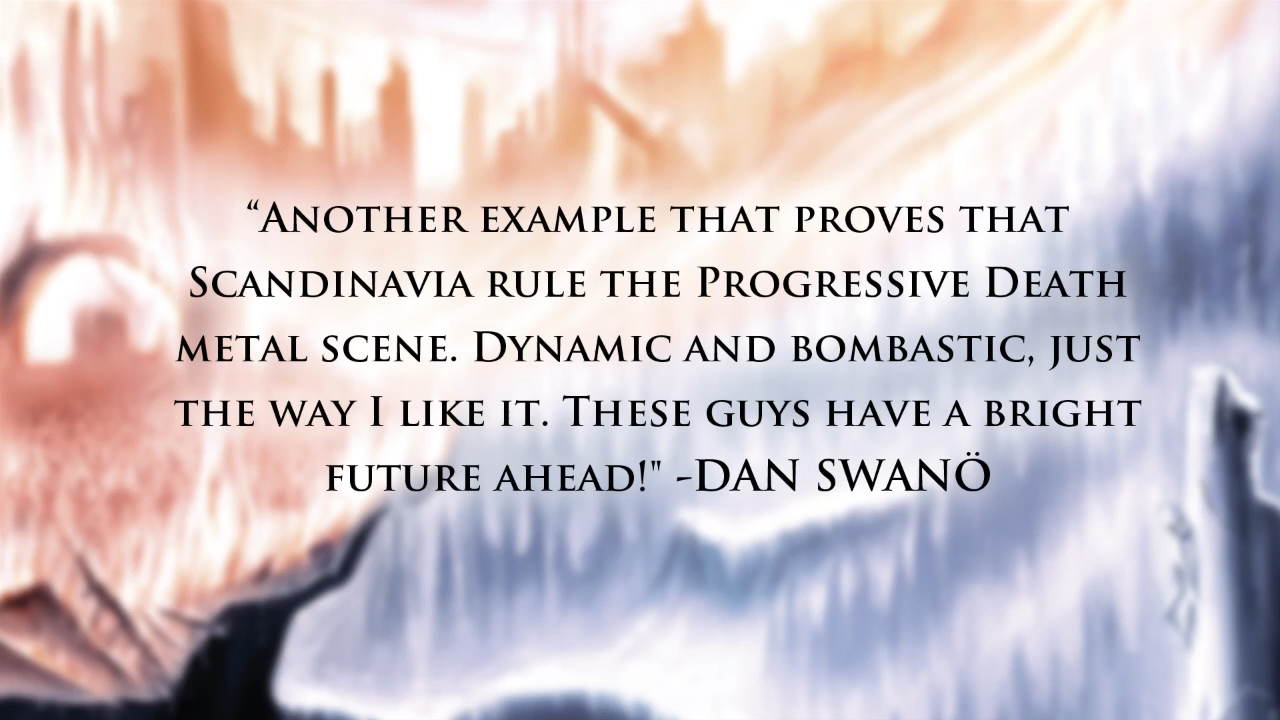 “Another example that proves that
Scandinavia rule the Progressive Death
metal scene. Dynamic and bombastic, just
the way I like it. These guys have a bright
future ahead!" -DAN SWANÖ